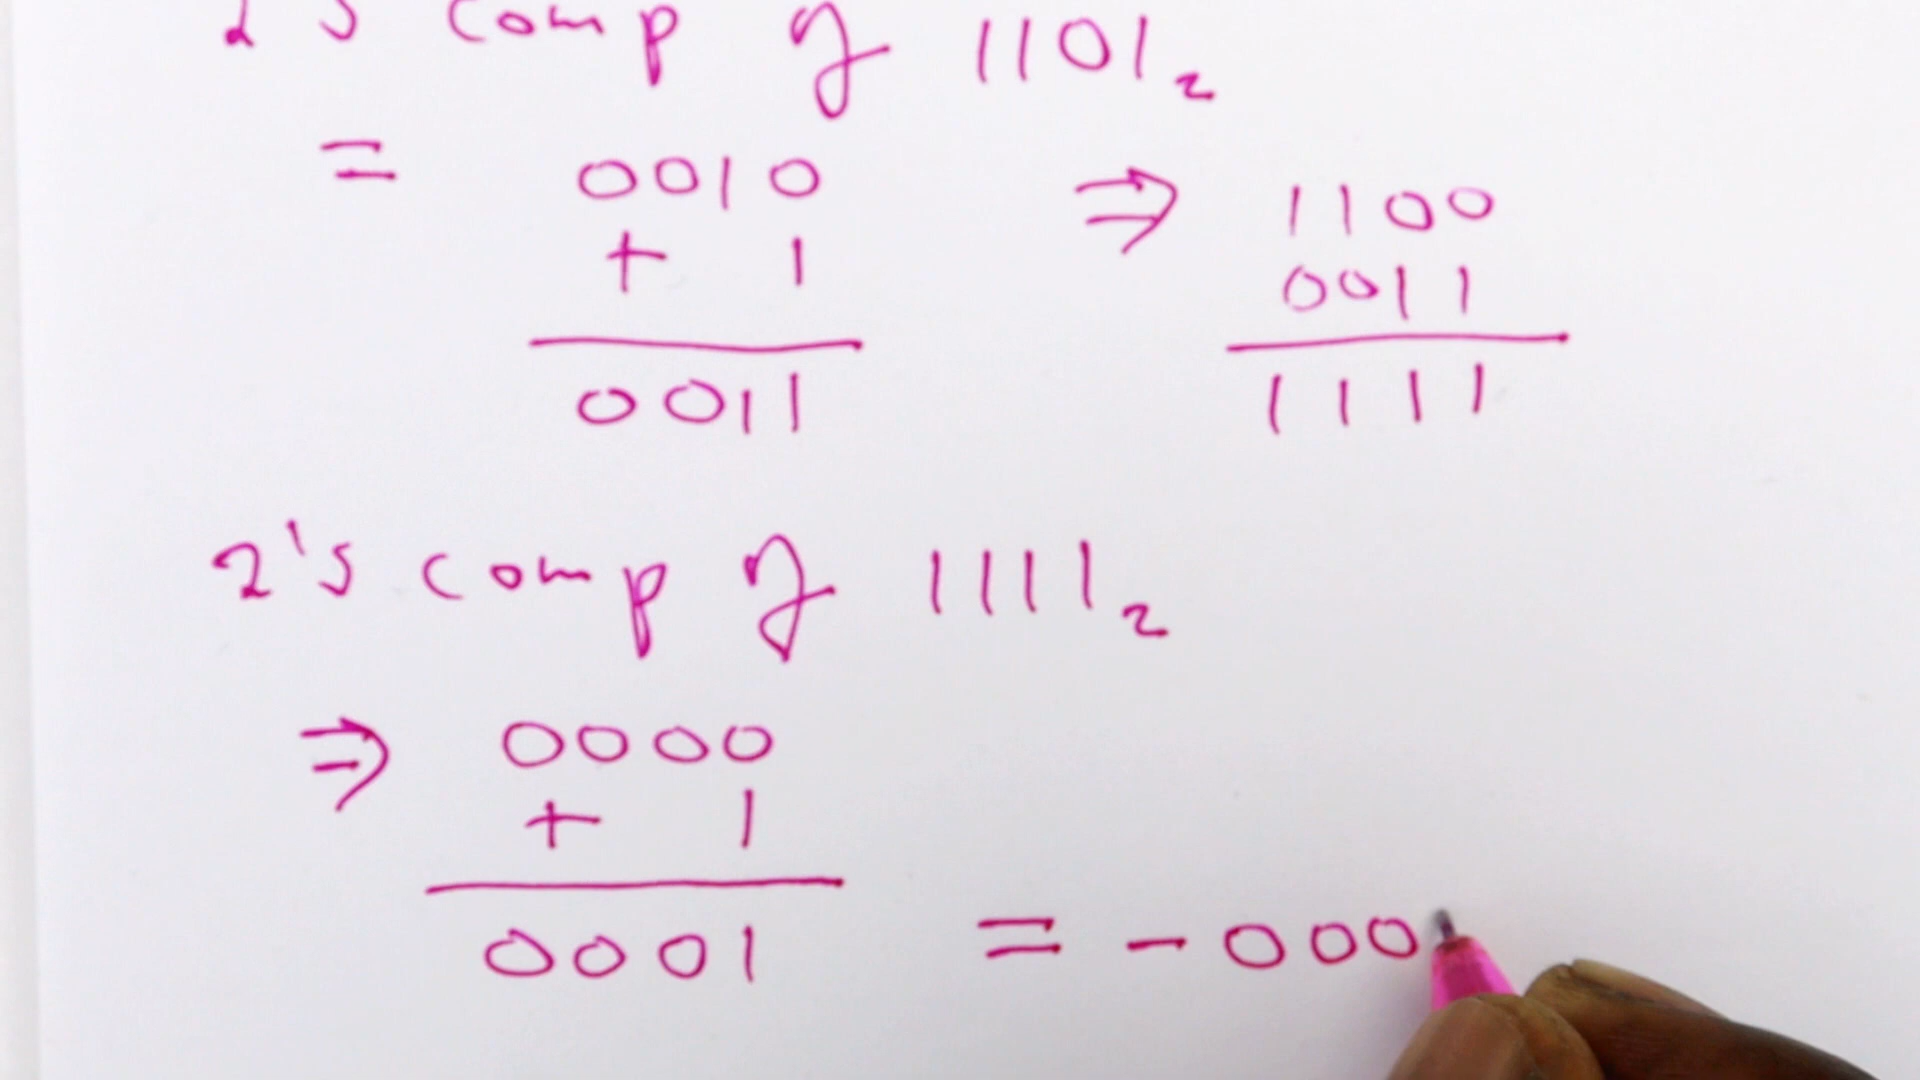 2's comp of 1101₂
= 0010 ⇒ 1100
+ 1 0011
0011 1111
2's comp of 1111₂
⇒ 0000
+ 1
0001 = - 000